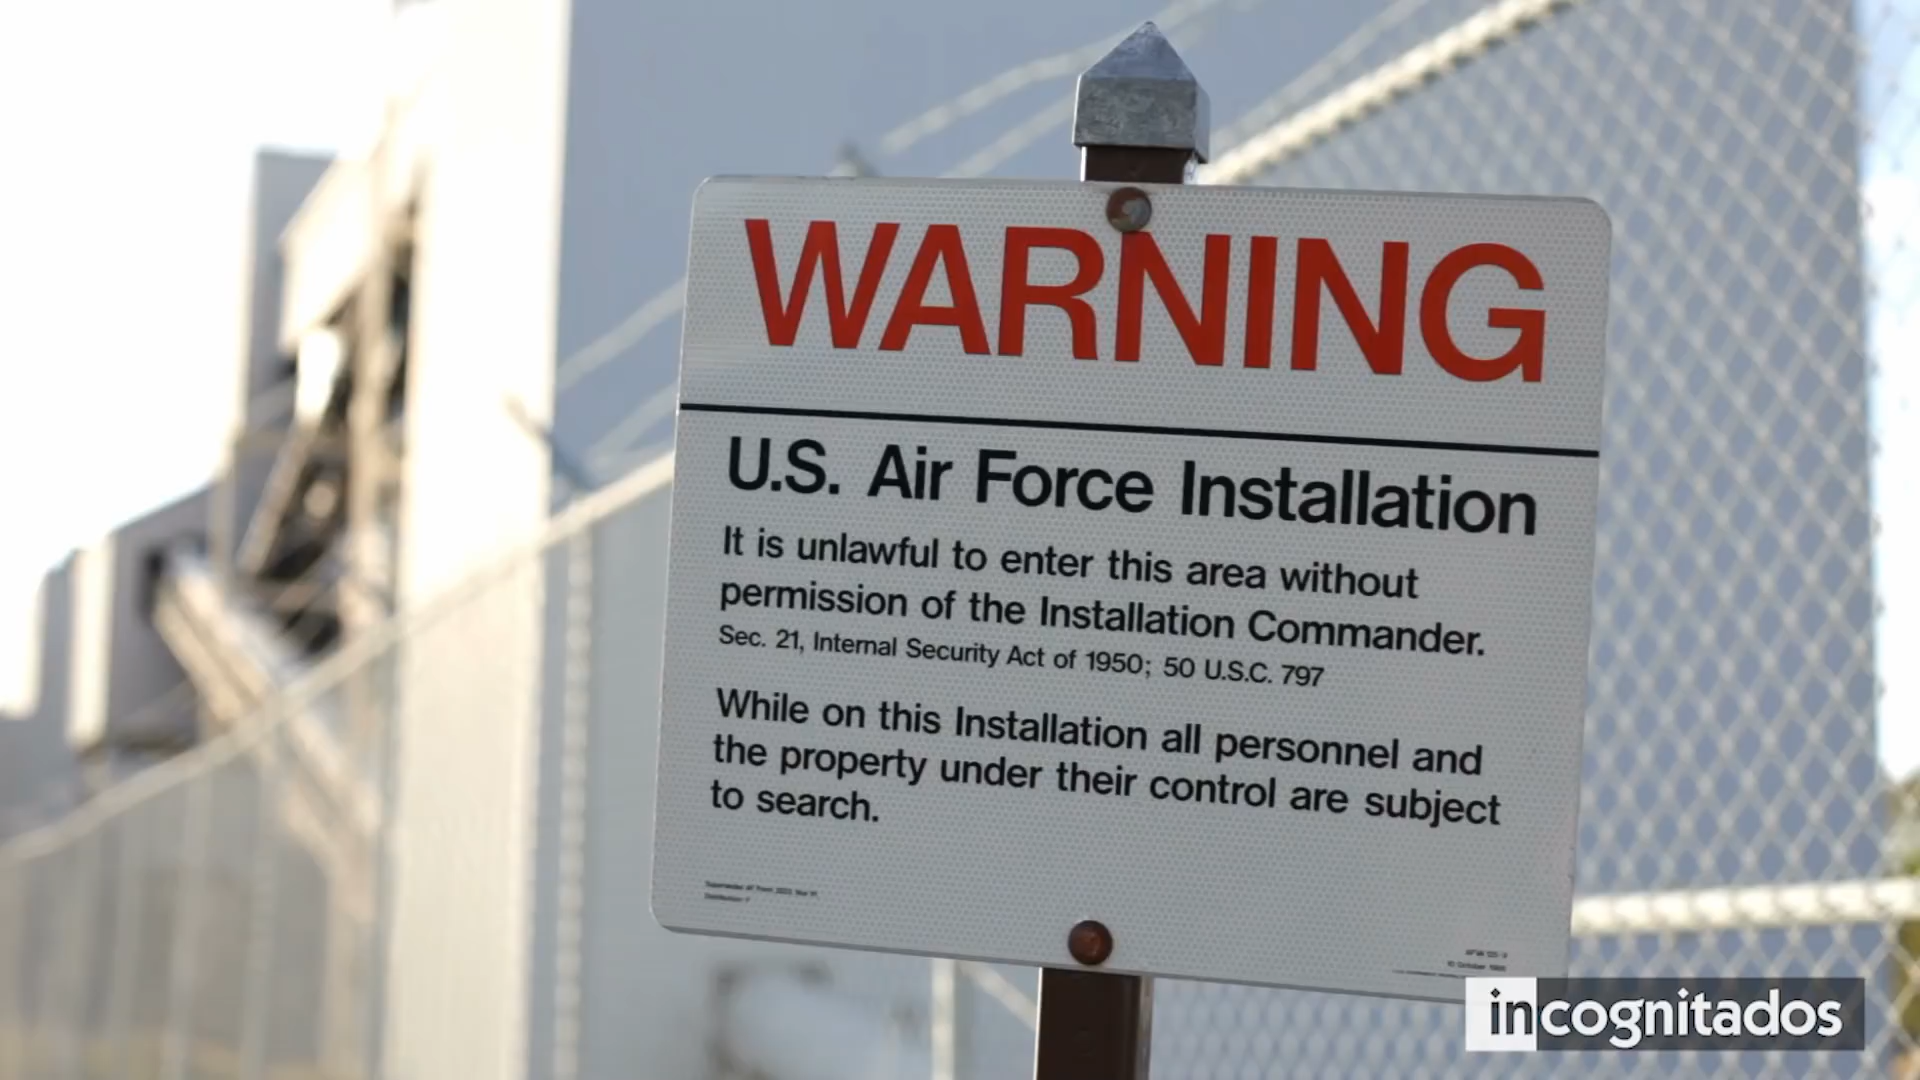 WARNING
U.S. Air Force Installation
It is unlawful to enter this area without
permission of the Installation Commander.
Sec. 21, Internal Security Act of 1950; 50 U.S.C. 797
While on this Installation all personnel and
the property under their control are subject
to search.
incognitados